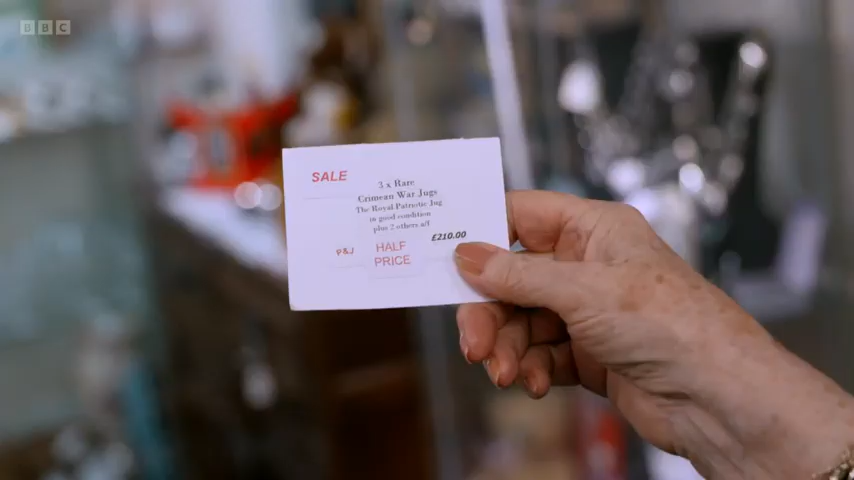 BBC
SALE
3 x Rare
Crimean War Jugs
The Royal Patriotic Jug
in good condition
plus 2 others a/f
£210.00
P&J
HALF
PRICE